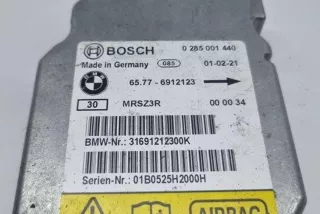 BOSCH 0 285 001 440
Made in Germany 085 01-02-21
BMW 65.77 - 6912123
30 MRSZ3R 00 00 34
BMW-Nr.: 31691212300K
Serien-Nr.: 01B0525H2000H
AIRBAG